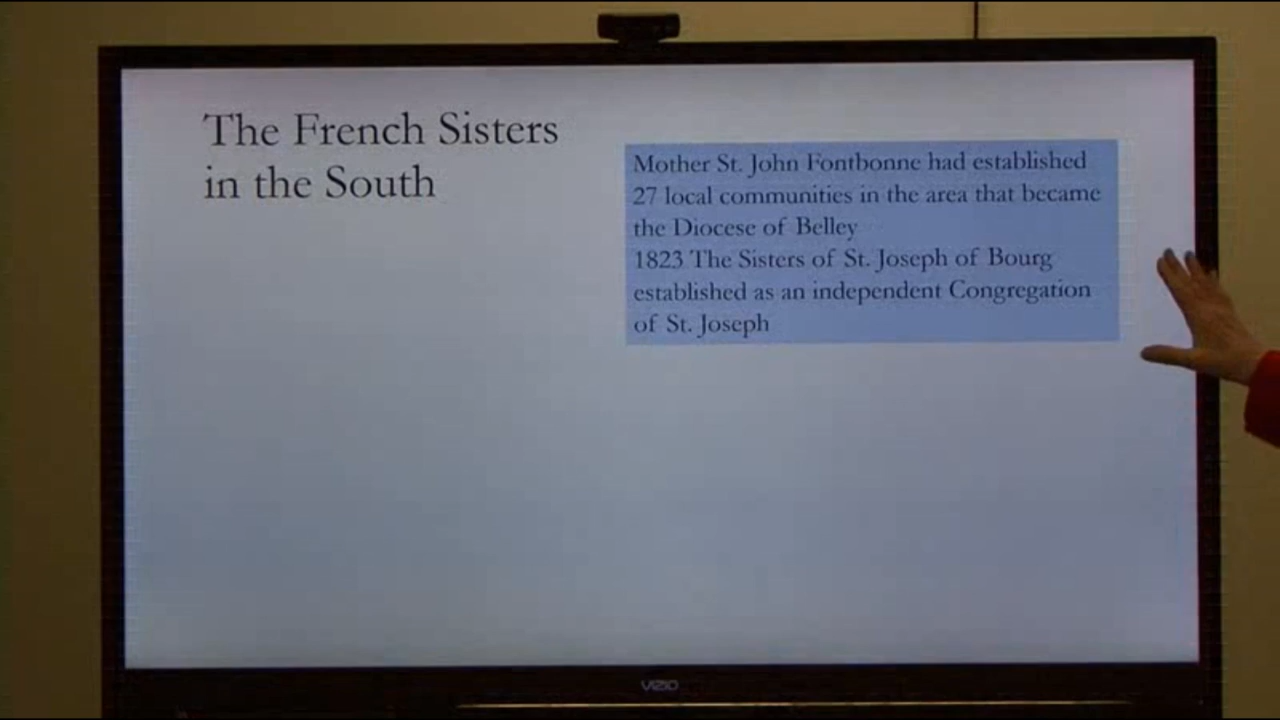 The French Sisters
in the South
Mother St. John Fontbonne had established
27 local communities in the area that became
the Diocese of Belley
1823 The Sisters of St. Joseph of Bourg
established as an independent Congregation
of St. Joseph
VIZIO